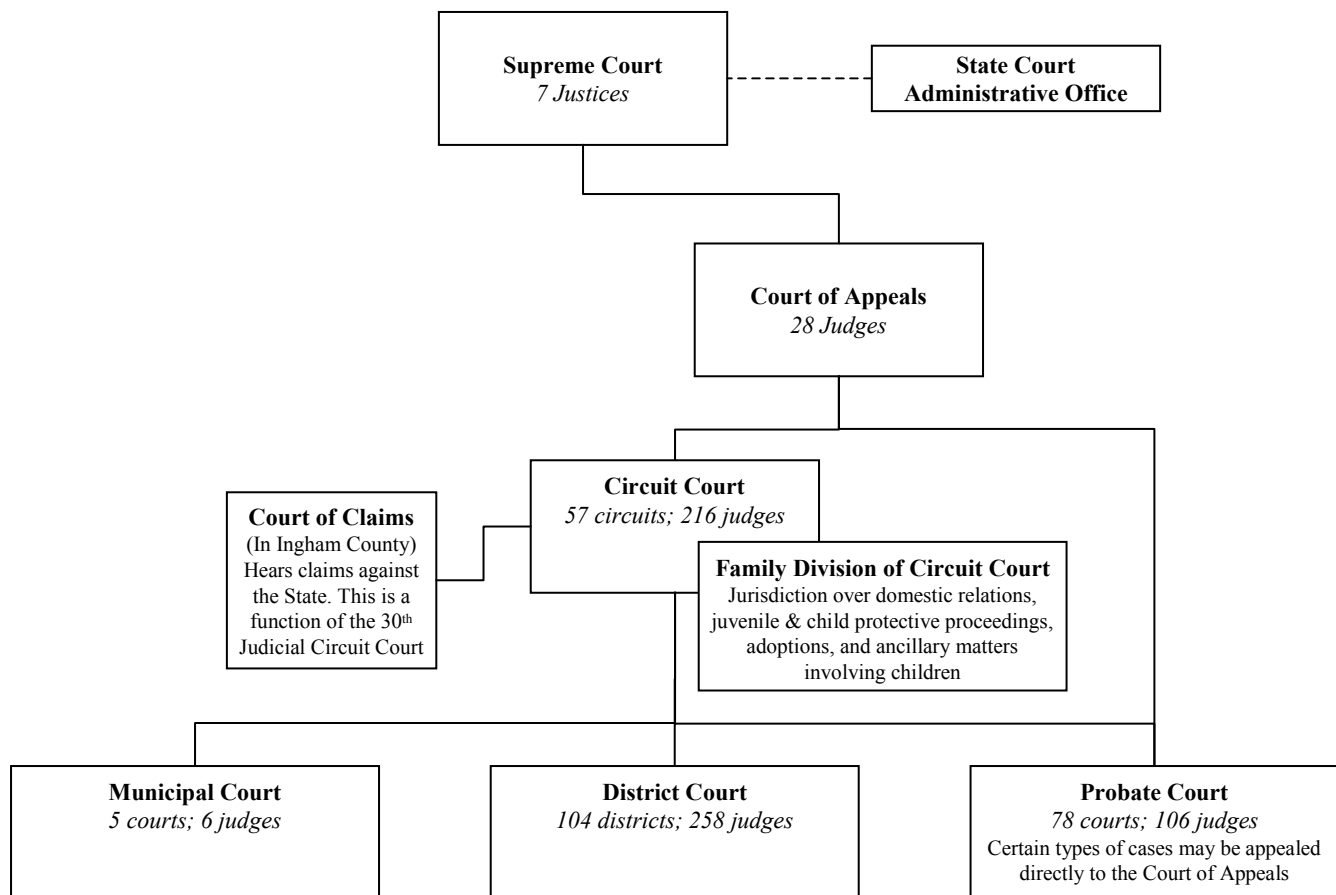 Supreme Court
7 Justices
State Court
Administrative Office
Court of Appeals
28 Judges
Circuit Court
57 circuits; 216 judges
Court of Claims
(In Ingham County)
Hears claims against
the State. This is a
function of the 30th
Judicial Circuit Court
Family Division of Circuit Court
Jurisdiction over domestic relations,
juvenile & child protective proceedings,
adoptions, and ancillary matters
involving children
Municipal Court
5 courts; 6 judges
District Court
104 districts; 258 judges
Probate Court
78 courts; 106 judges
Certain types of cases may be appealed
directly to the Court of Appeals